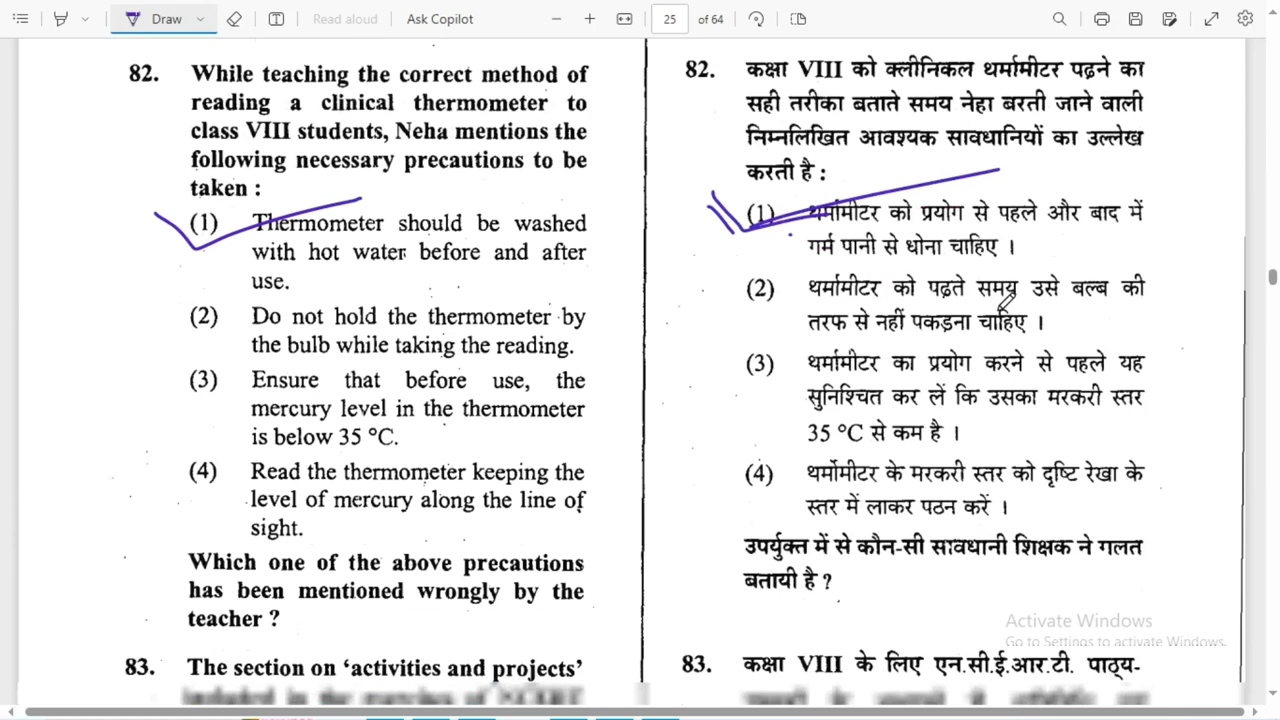 Draw
Read aloud
Ask Copilot
25
of 64
82.
While teaching the correct method of
reading a clinical thermometer to
class VIII students, Neha mentions the
following necessary precautions to be
taken :
(1) Thermometer should be washed
with hot water before and after
use.
(2) Do not hold the thermometer by
the bulb while taking the reading.
(3) Ensure that before use, the
mercury level in the thermometer
is below 35 °C.
(4) Read the thermometer keeping the
level of mercury along the line of
sight.
Which one of the above precautions
has been mentioned wrongly by the
teacher ?
83. The section on ‘activities and projects’
82. कक्षा VIII को क्लीनिकल थर्मामीटर पढ़ने का
सही तरीका बताते समय नेहा बरती जाने वाली
निम्नलिखित आवश्यक सावधानियों का उल्लेख
करती है :
(1) थर्मामीटर को प्रयोग से पहले और बाद में
गर्म पानी से धोना चाहिए ।
(2) थर्मामीटर को पढ़ते समय उसे बल्ब की
तरफ से नहीं पकड़ना चाहिए ।
(3) थर्मामीटर का प्रयोग करने से पहले यह
सुनिश्चित कर लें कि उसका मरकरी स्तर
35 °C से कम है ।
(4) थर्मोमीटर के मरकरी स्तर को दृष्टि रेखा के
स्तर में लाकर पठन करें ।
उपर्युक्त में से कौन-सी सावधानी शिक्षक ने गलत
बतायी है ?
83. कक्षा VIII के लिए एन.सी.ई.आर.टी. पाठ्य-
Activate Windows
Go to Settings to activate Windows.